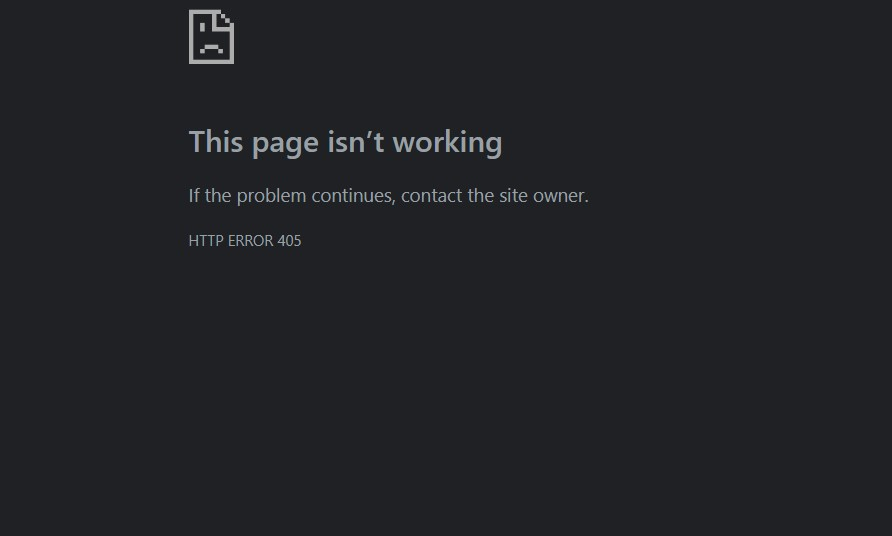 This page isn’t working
If the problem continues, contact the site owner.
HTTP ERROR 405